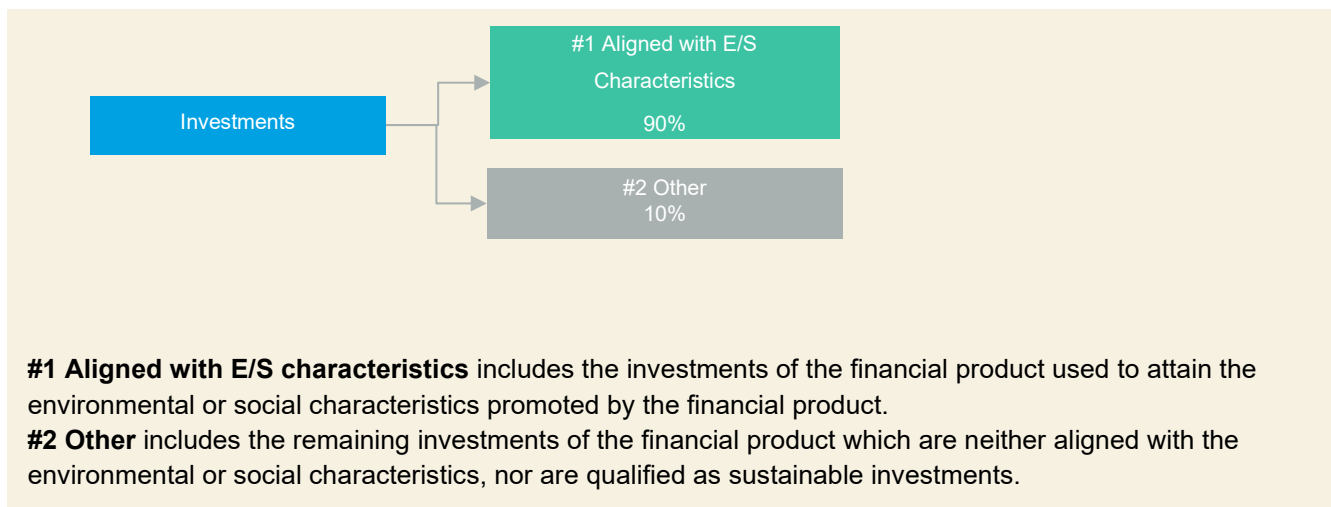 #1 Aligned with E/S
Characteristics
90%
Investments
#2 Other
10%
#1 Aligned with E/S characteristics includes the investments of the financial product used to attain the
environmental or social characteristics promoted by the financial product.
#2 Other includes the remaining investments of the financial product which are neither aligned with the
environmental or social characteristics, nor are qualified as sustainable investments.